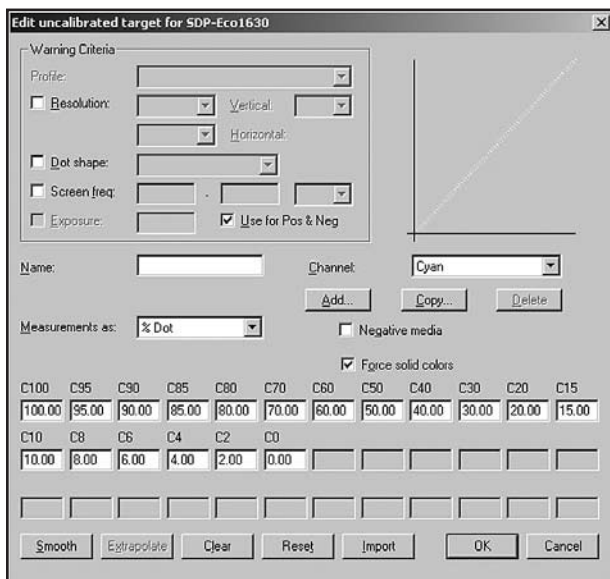 Edit uncalibrated target for SDP-Eco1630
Warning Criteria
Profile:
Resolution: Vertical:
Horizontal:
Dot shape:
Screen freq: .
Exposure: Use for Pos & Neg
Name: Channel: Cyan
Add... Copy... Delete
Measurements as: % Dot Negative media
Force solid colors
C100 C95 C90 C85 C80 C70 C60 C50 C40 C30 C20 C15
100.00 95.00 90.00 85.00 80.00 70.00 60.00 50.00 40.00 30.00 20.00 15.00
C10 C8 C6 C4 C2 C0
10.00 8.00 6.00 4.00 2.00 0.00
Smooth Extrapolate Clear Reset Import OK Cancel